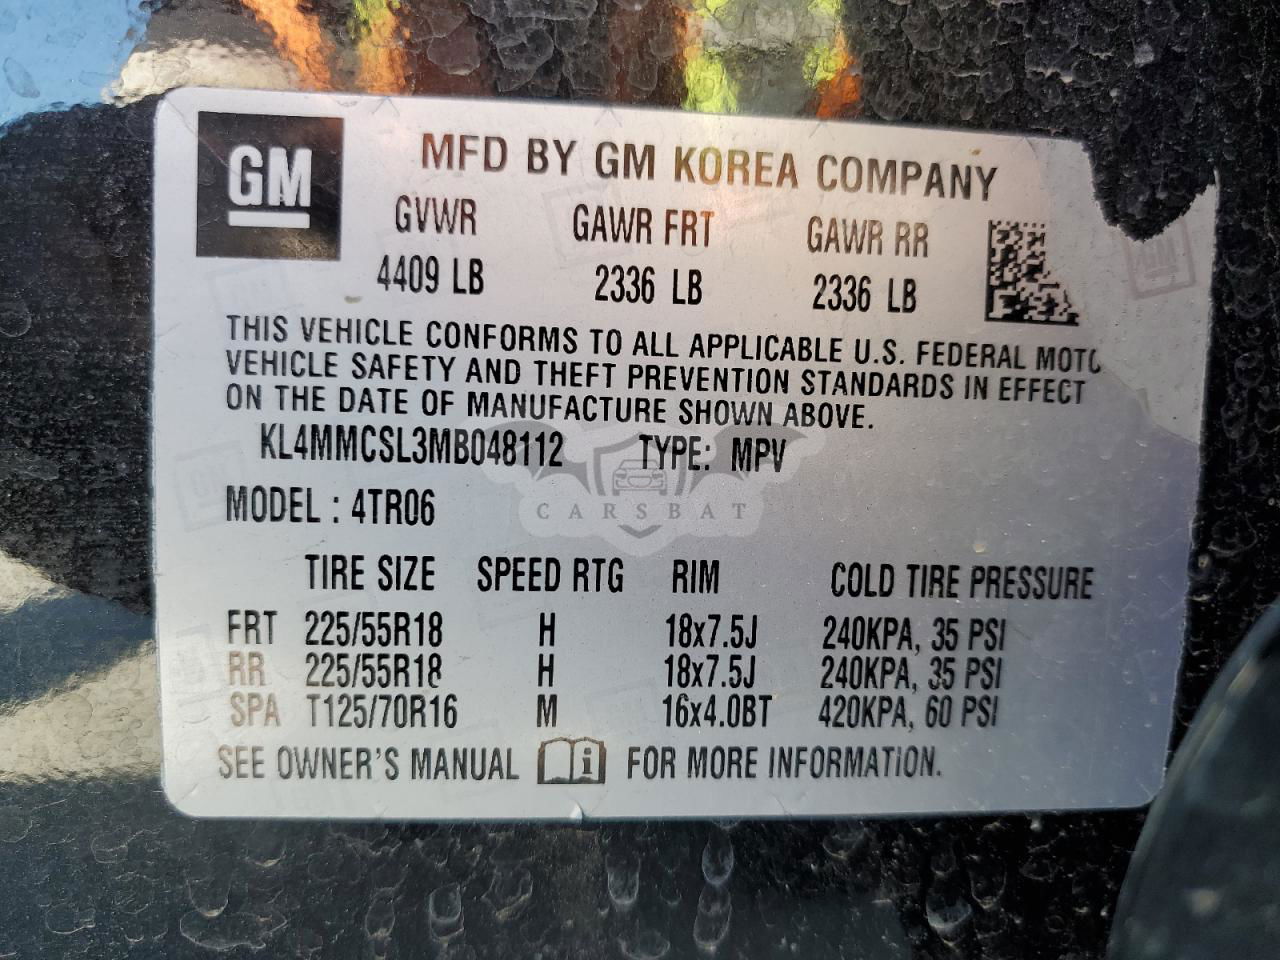 GM
MFD BY GM KOREA COMPANY
GVWR GAWR FRT GAWR RR
4409 LB 2336 LB 2336 LB
THIS VEHICLE CONFORMS TO ALL APPLICABLE U.S. FEDERAL MOTO
VEHICLE SAFETY AND THEFT PREVENTION STANDARDS IN EFFECT
ON THE DATE OF MANUFACTURE SHOWN ABOVE.
KL4MMCSL3MB048112 TYPE: MPV
CARSBAT
MODEL : 4TR06
TIRE SIZE SPEED RTG RIM COLD TIRE PRESSURE
FRT 225/55R18 H 18x7.5J 240KPA, 35 PSI
RR 225/55R18 H 18x7.5J 240KPA, 35 PSI
SPA T125/70R16 M 16x4.0BT 420KPA, 60 PSI
SEE OWNER'S MANUAL i FOR MORE INFORMATION.